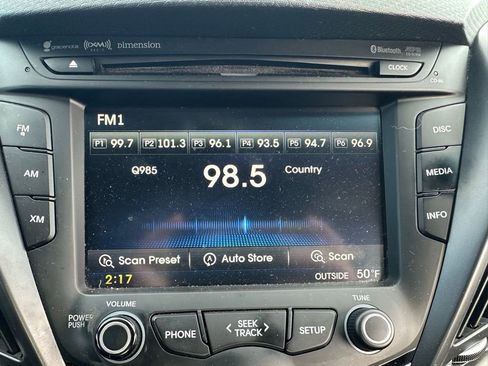 gracenote ((XM)) Dimension Bluetooth
CLOCK
FM
AM
XM
FM1
P1 99.7 P2 101.3 P3 96.1 P4 93.5 P5 94.7 P6 96.9
Q985 98.5 Country
Scan Preset Auto Store Scan
2:17 OUTSIDE 50°F
DISC
MEDIA
INFO
POWER
PUSH
VOLUME
PHONE
SEEK
TRACK
SETUP
TUNE